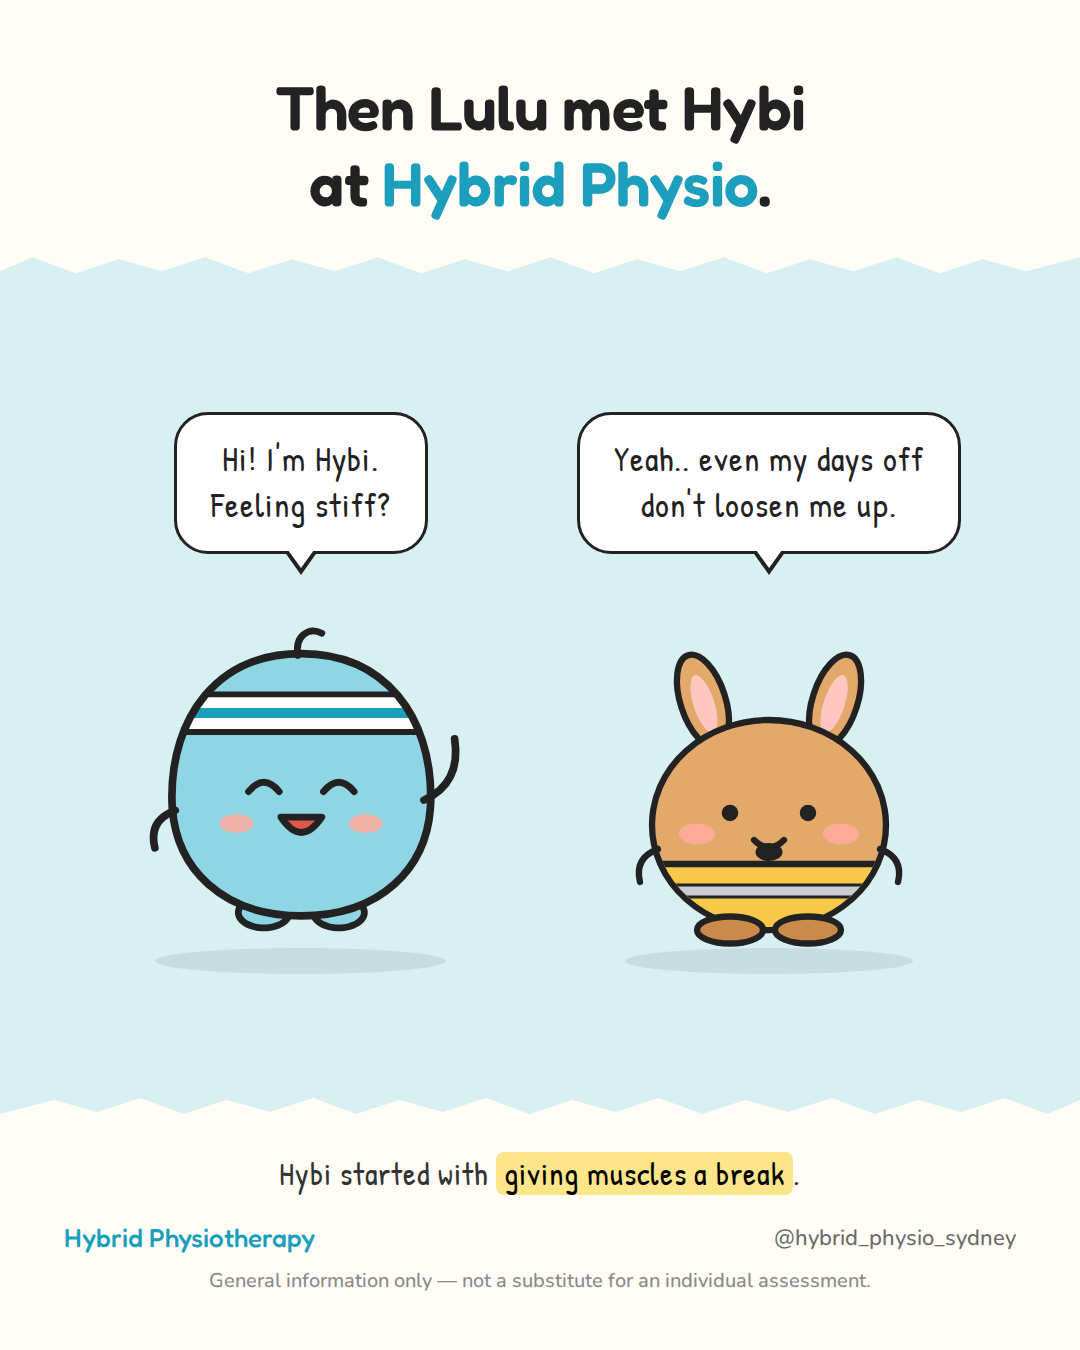 Then Lulu met Hybi
at Hybrid Physio.
Hi! I'm Hybi.
Feeling stiff?
Yeah.. even my days off
don't loosen me up.
Hybi started with giving muscles a break.
Hybrid Physiotherapy
@hybrid_physio_sydney
General information only — not a substitute for an individual assessment.